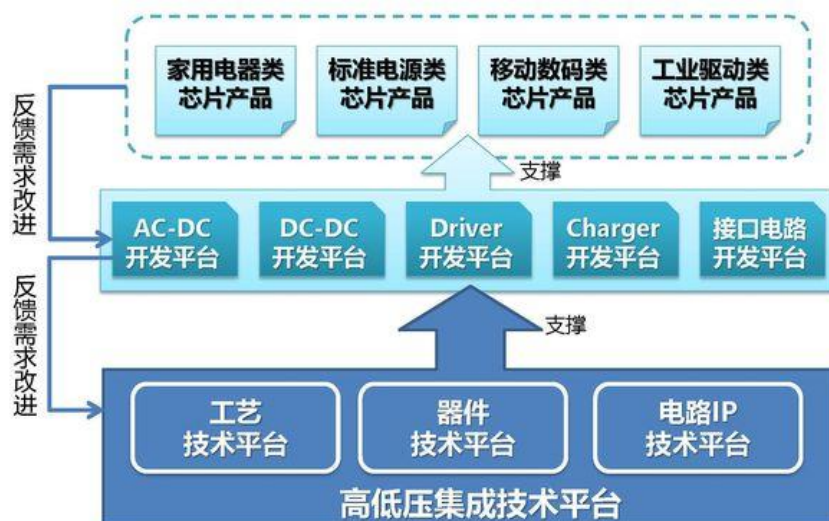 家用电器类
芯片产品
标准电源类
芯片产品
移动数码类
芯片产品
工业驱动类
芯片产品
反馈需求改进
支撑
AC-DC
开发平台
DC-DC
开发平台
Driver
开发平台
Charger
开发平台
接口电路
开发平台
反馈需求改进
支撑
工艺
技术平台
器件
技术平台
电路IP
技术平台
高低压集成技术平台